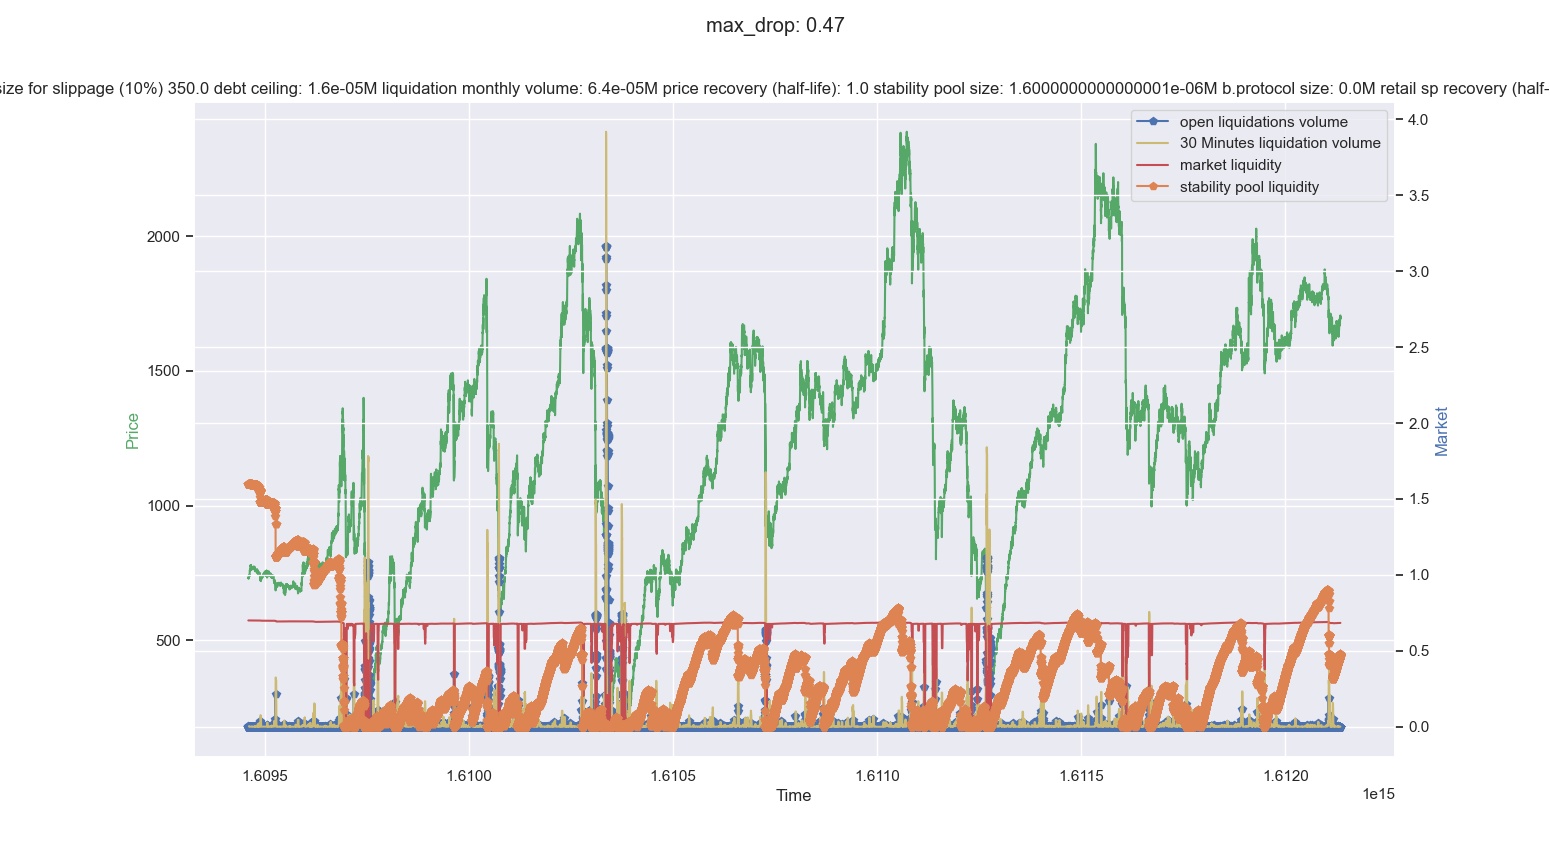 max_drop: 0.47
size for slippage (10%) 350.0 debt ceiling: 1.6e-05M liquidation monthly volume: 6.4e-05M price recovery (half-life): 1.0 stability pool size: 1.6000000000000001e-06M b.protocol size: 0.0M retail sp recovery (half-
open liquidations volume
30 Minutes liquidation volume
market liquidity
stability pool liquidity
4.0
3.5
3.0
2.5
2.0
1.5
1.0
0.5
0.0
Market
2000
1500
1000
500
Price
1.6095 1.6100 1.6105 1.6110 1.6115 1.6120
1e15
Time